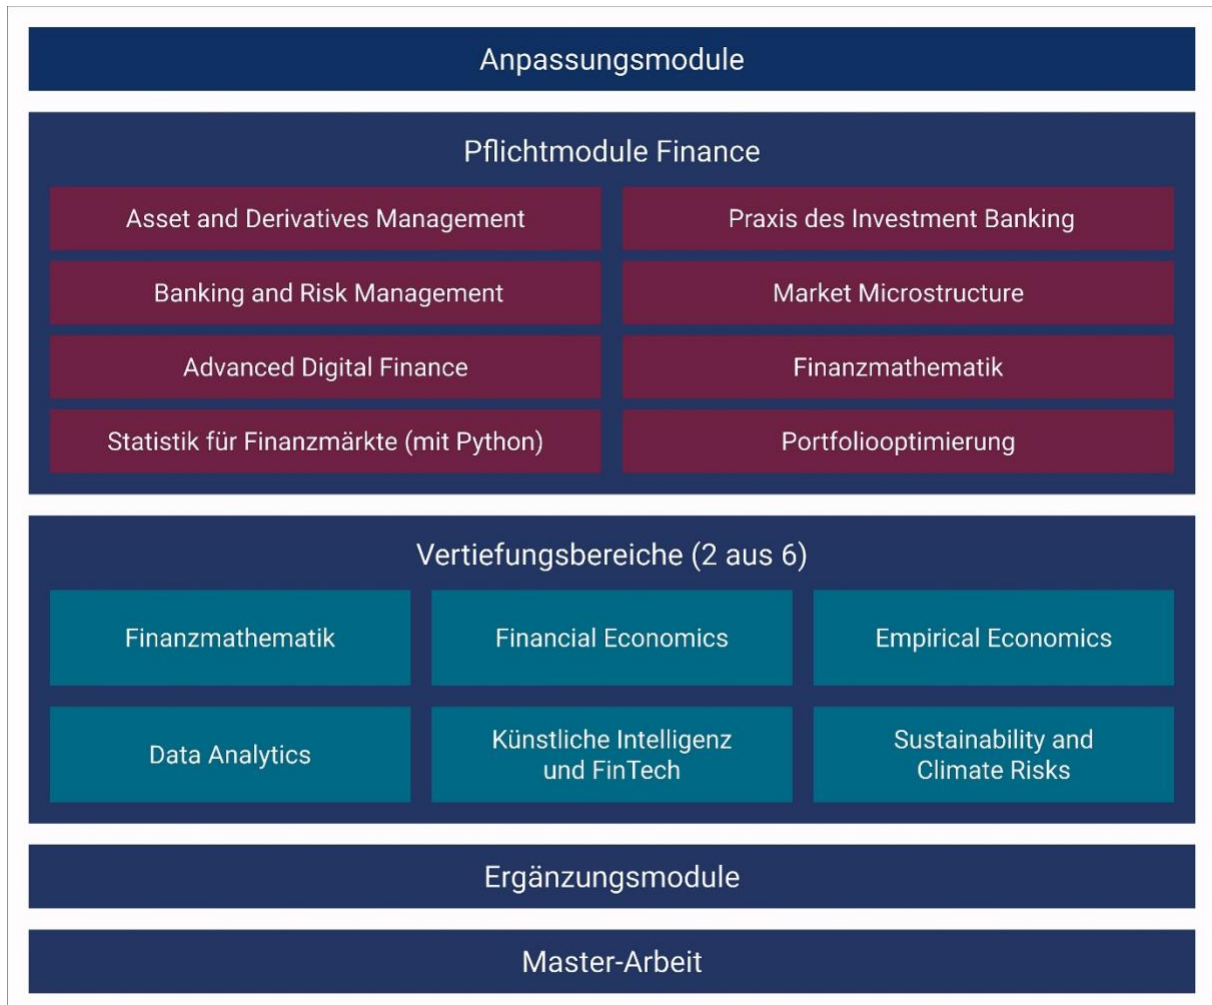 Anpassungsmodule
Pflichtmodule Finance
Asset and Derivatives Management
Praxis des Investment Banking
Banking and Risk Management
Market Microstructure
Advanced Digital Finance
Finanzmathematik
Statistik für Finanzmärkte (mit Python)
Portfoliooptimierung
Vertiefungsbereiche (2 aus 6)
Finanzmathematik
Financial Economics
Empirical Economics
Data Analytics
Künstliche Intelligenz
und FinTech
Sustainability and
Climate Risks
Ergänzungsmodule
Master-Arbeit